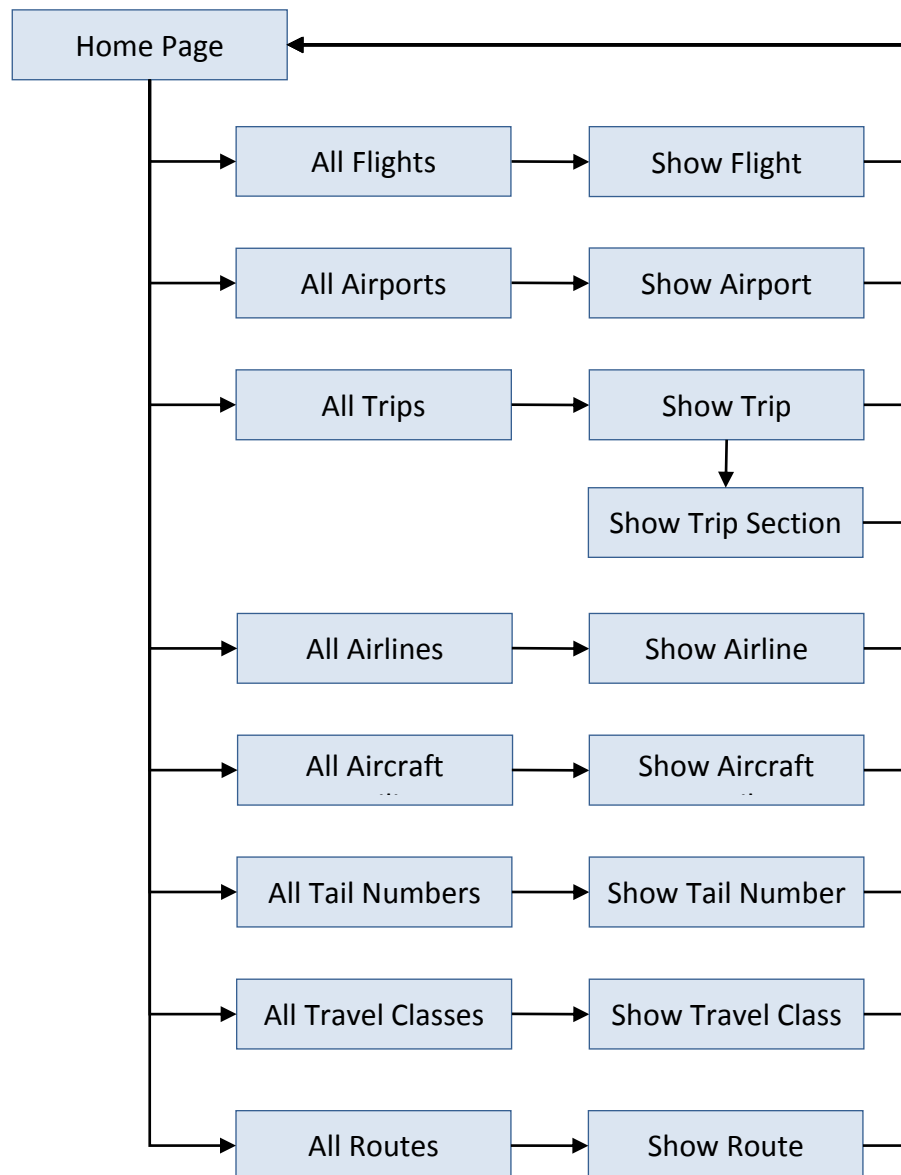 Home Page
All Flights
Show Flight
All Airports
Show Airport
All Trips
Show Trip
Show Trip Section
All Airlines
Show Airline
All Aircraft
Show Aircraft
All Tail Numbers
Show Tail Number
All Travel Classes
Show Travel Class
All Routes
Show Route